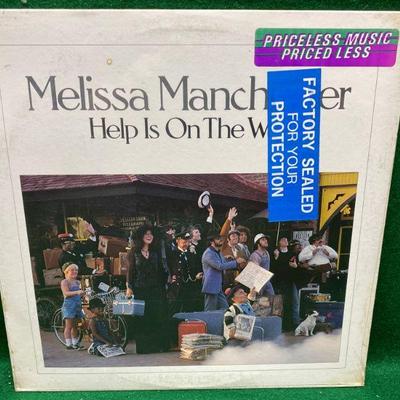 PRICELESS MUSIC
PRICED LESS
Melissa Manch er
Help Is On The W
FACTORY SEALED
FOR YOUR
PROTECTION